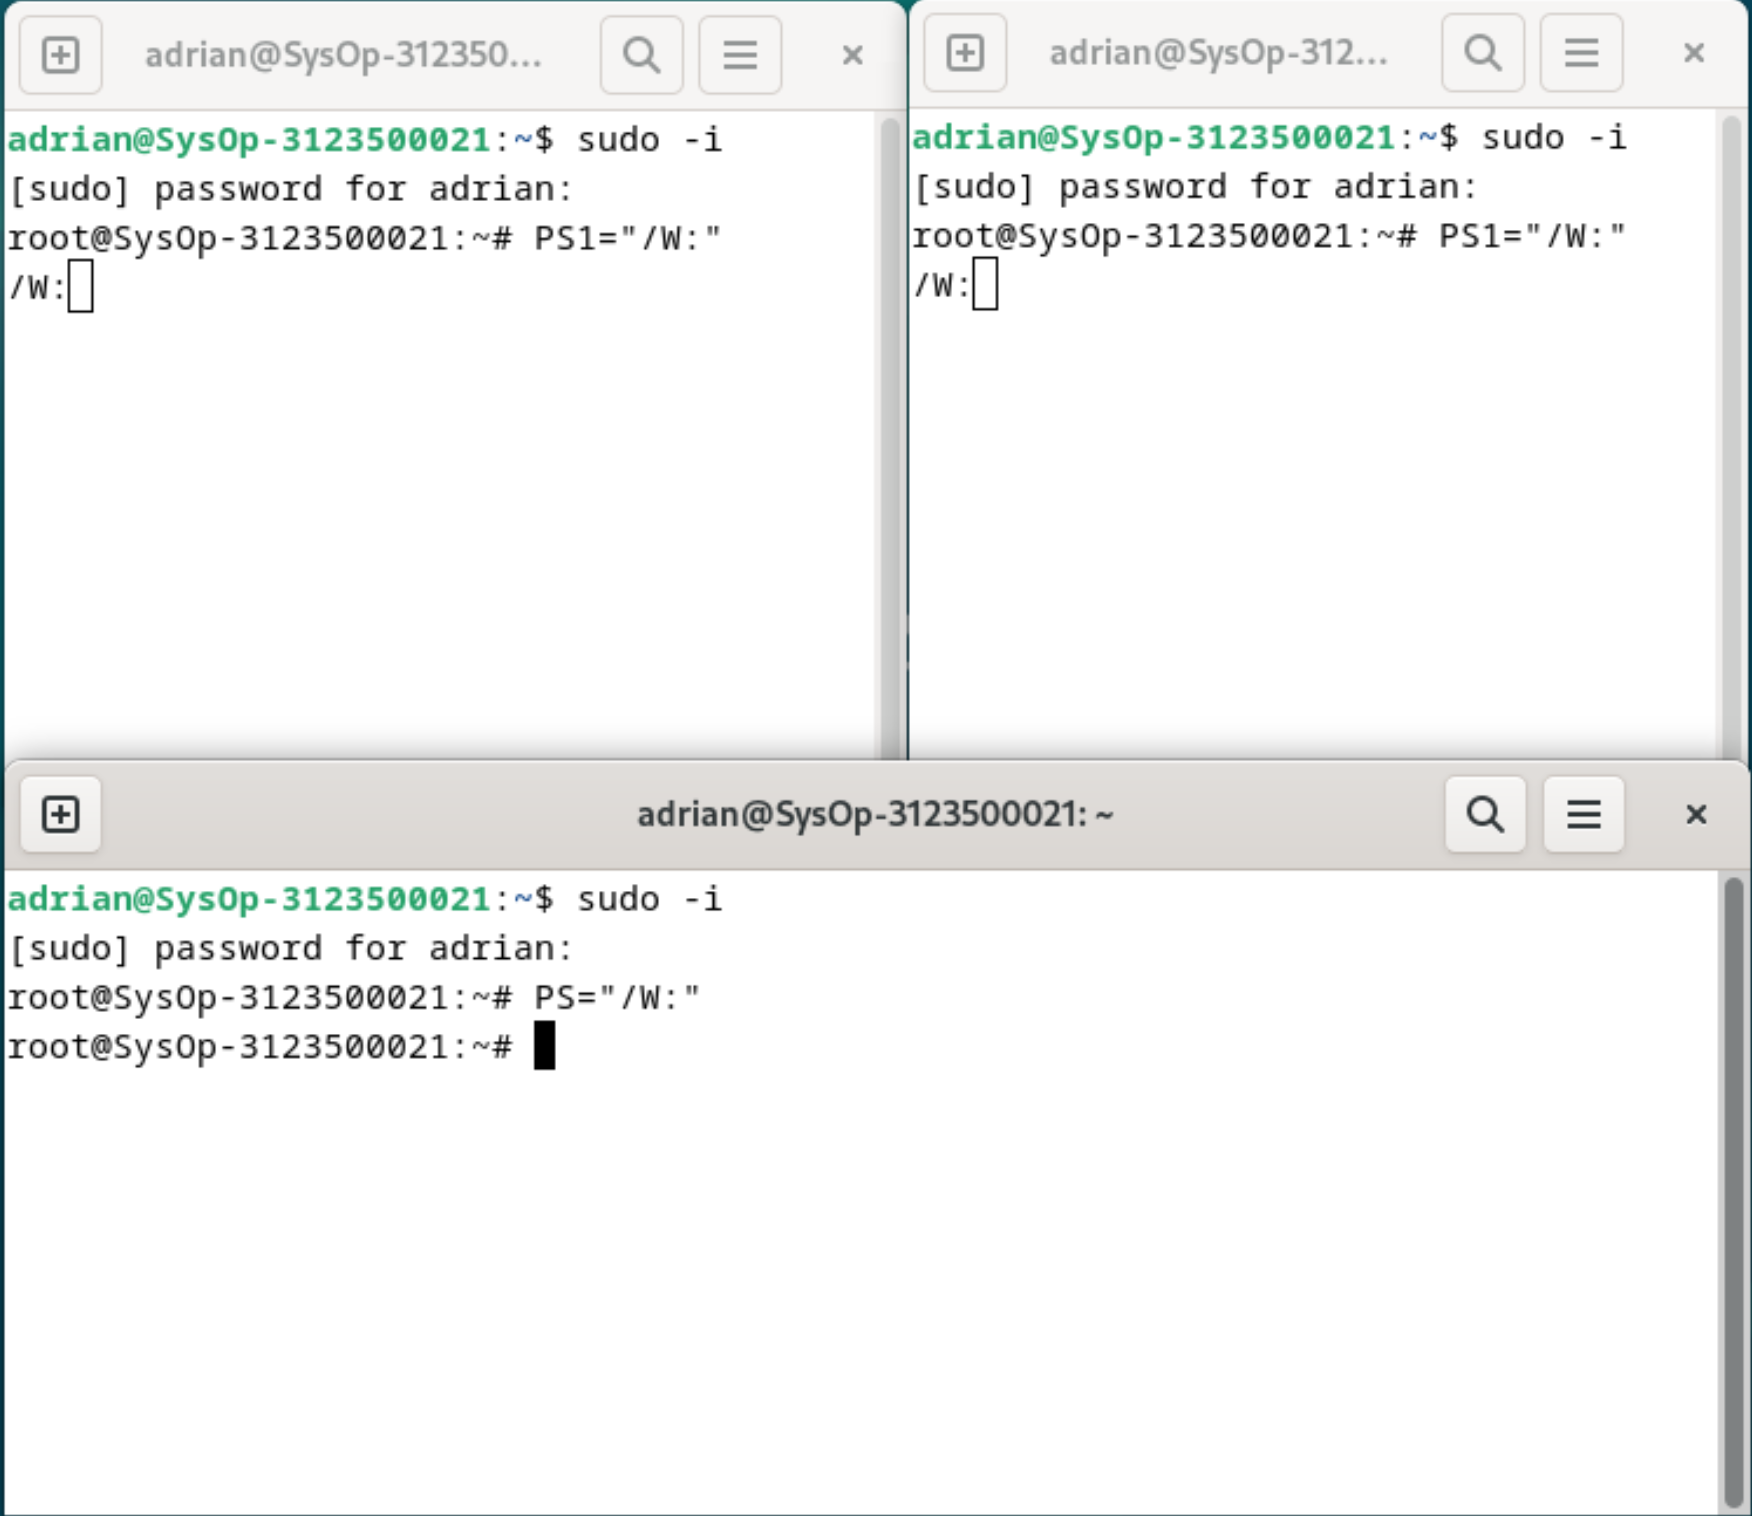 adrian@SysOp-312350...
adrian@SysOp-3123500021:~$ sudo -i
[sudo] password for adrian:
root@SysOp-3123500021:~# PS1="/W:"
/W:
adrian@SysOp-312...
adrian@SysOp-3123500021:~$ sudo -i
[sudo] password for adrian:
root@SysOp-3123500021:~# PS1="/W:"
/W:
adrian@SysOp-3123500021: ~
adrian@SysOp-3123500021:~$ sudo -i
[sudo] password for adrian:
root@SysOp-3123500021:~# PS="/W:"
root@SysOp-3123500021:~#